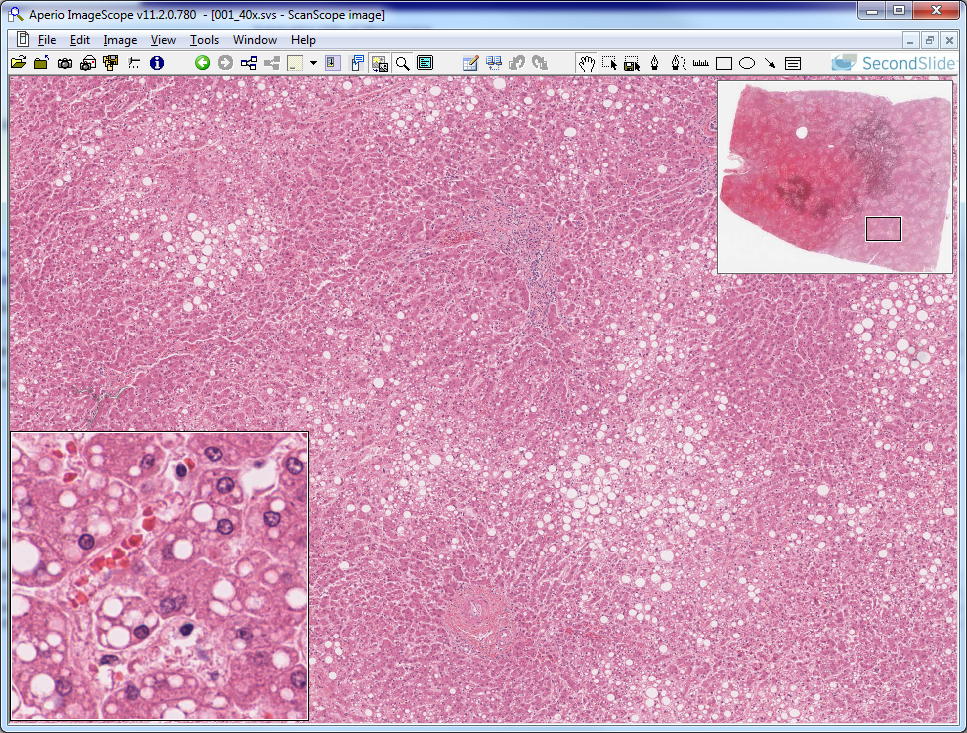 Aperio ImageScope v11.2.0.780 - [001_40x.svs - ScanScope image]
File Edit Image View Tools Window Help
SecondSlide